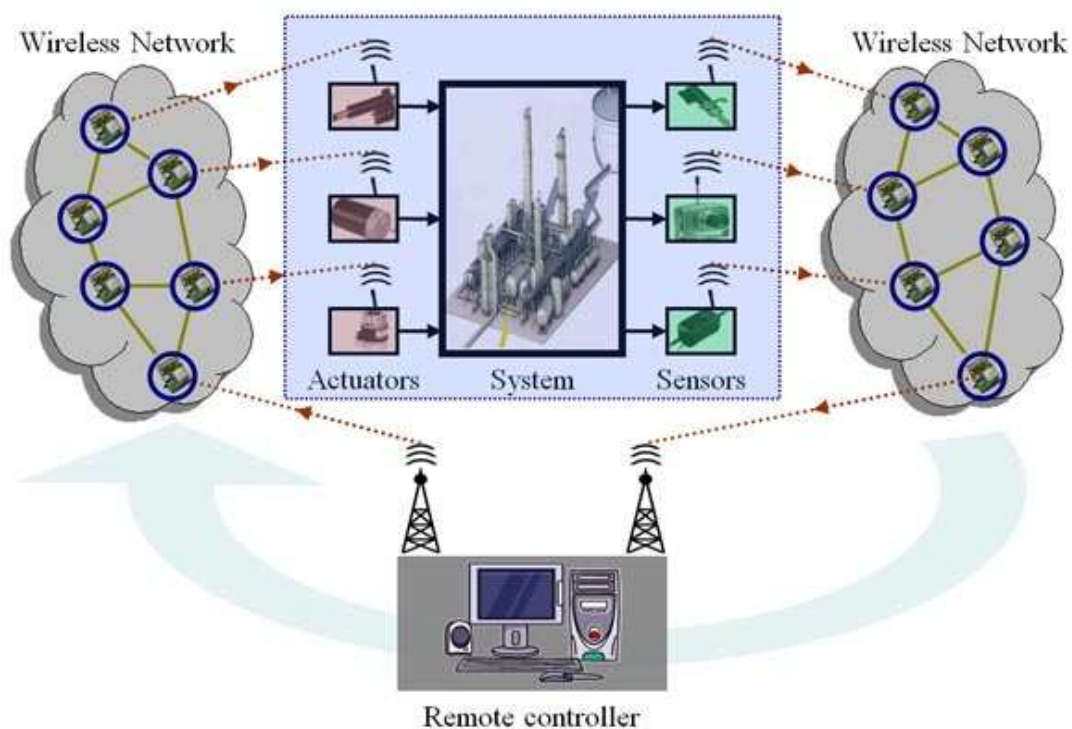 Wireless Network
Wireless Network
Actuators
System
Sensors
Remote controller